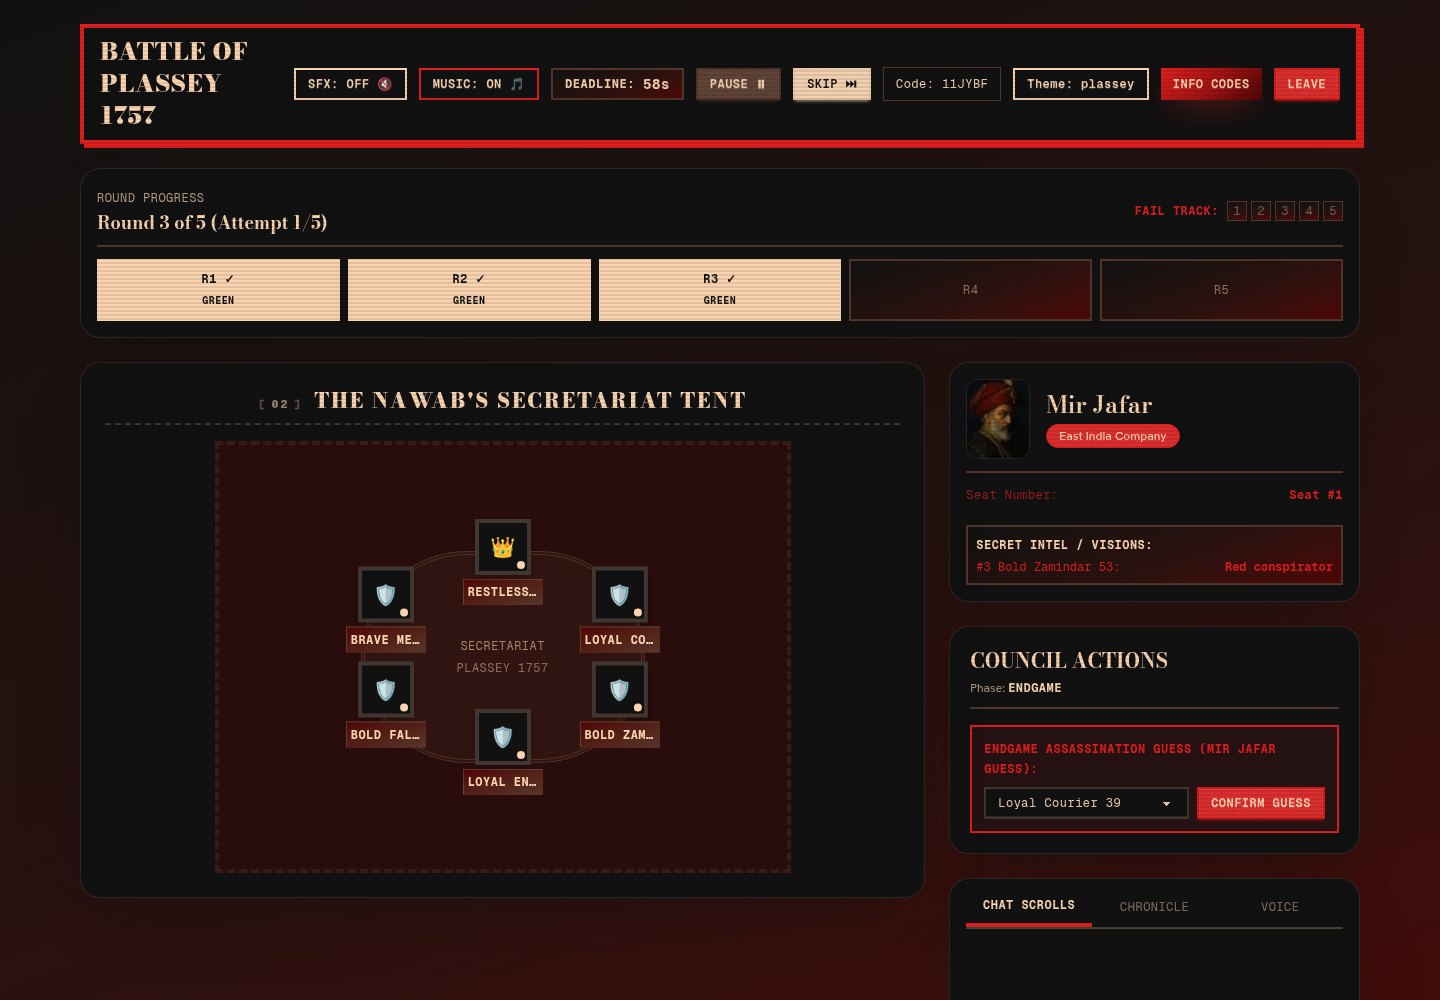 BATTLE OF
PLASSEY
1757
SFX: OFF 🔇
MUSIC: ON 🎵
DEADLINE: 58s
PAUSE ⏸
SKIP ⏭
Code: 11JYBF
Theme: plassey
INFO CODES
LEAVE
ROUND PROGRESS
Round 3 of 5 (Attempt 1/5)
FAIL TRACK: 1 2 3 4 5
R1 ✓
GREEN
R2 ✓
GREEN
R3 ✓
GREEN
R4
R5
[ 02 ] THE NAWAB'S SECRETARIAT TENT
RESTLESS…
BRAVE ME…
LOYAL CO…
SECRETARIAT
PLASSEY 1757
BOLD FAL…
BOLD ZAM…
LOYAL EN…
Mir Jafar
East India Company
Seat Number: Seat #1
SECRET INTEL / VISIONS:
#3 Bold Zamindar 53: Red conspirator
COUNCIL ACTIONS
Phase: ENDGAME
ENDGAME ASSASSINATION GUESS (MIR JAFAR
GUESS):
Loyal Courier 39
CONFIRM GUESS
CHAT SCROLLS
CHRONICLE
VOICE